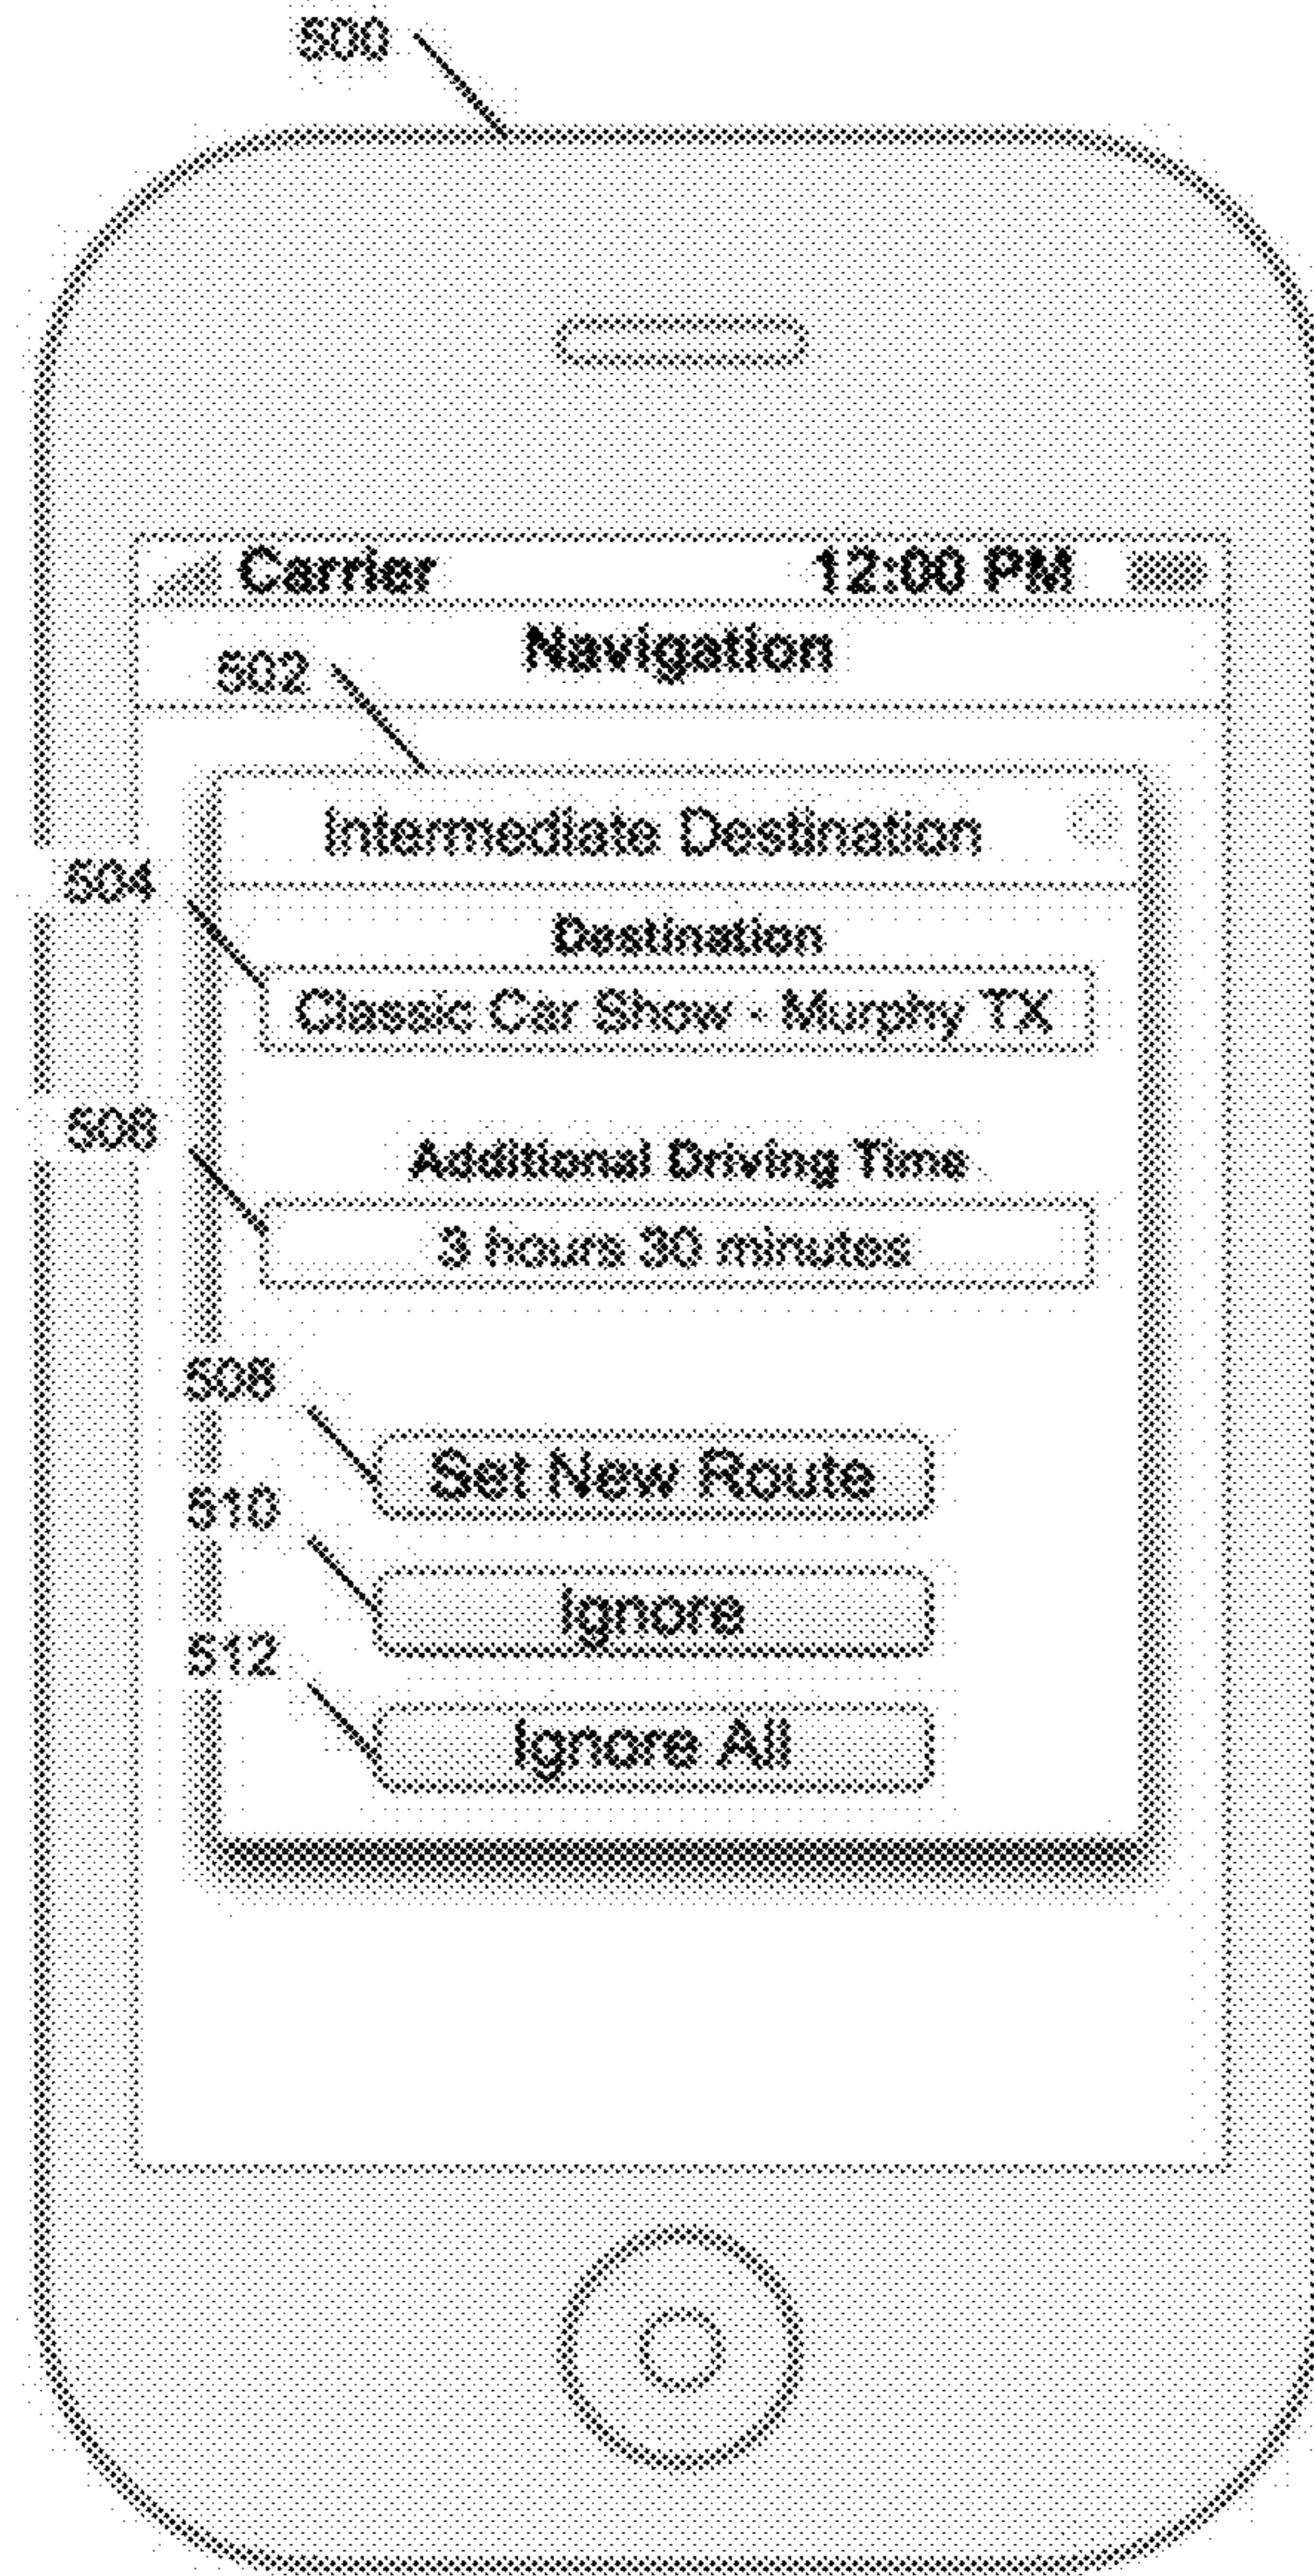 500
Carrier 12:00 PM
Navigation
502
Intermediate Destination
504
Destination
Classic Car Show - Murphy TX
506
Additional Driving Time
3 hours 30 minutes
508
Set New Route
510
Ignore
512
Ignore All